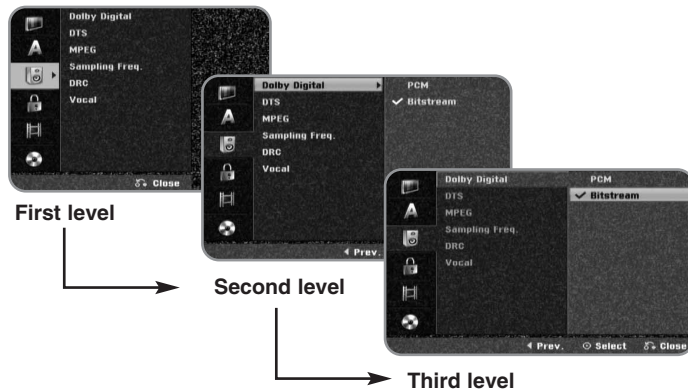 Dolby Digital
DTS
MPEG
Sampling Freq.
DRC
Vocal
Close
First level
Dolby Digital
DTS
MPEG
Sampling Freq.
DRC
Vocal
PCM
Bitstream
Prev.
Second level
Dolby Digital
DTS
MPEG
Sampling Freq.
DRC
Vocal
PCM
Bitstream
Prev. Select Close
Third level
A
A
A